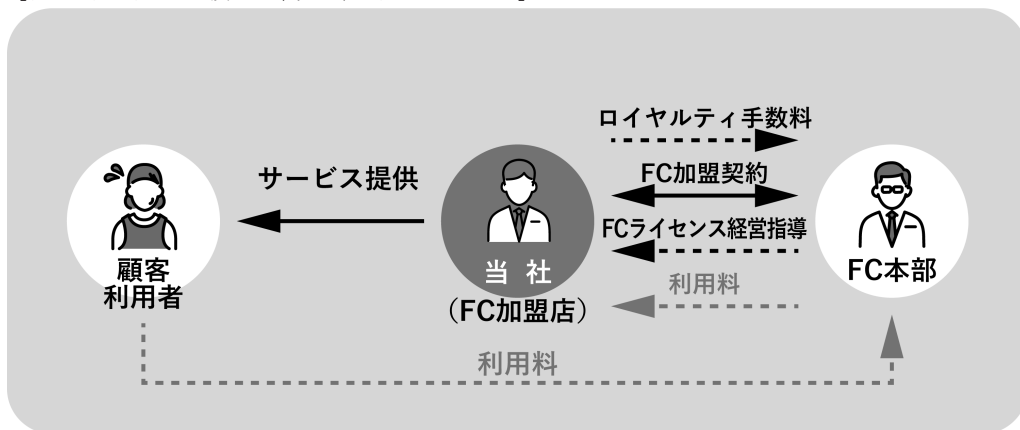 ロイヤルティ手数料
サービス提供
FC加盟契約
FCライセンス経営指導
顧客
利用者
当 社
(FC加盟店)
FC本部
利用料
利用料